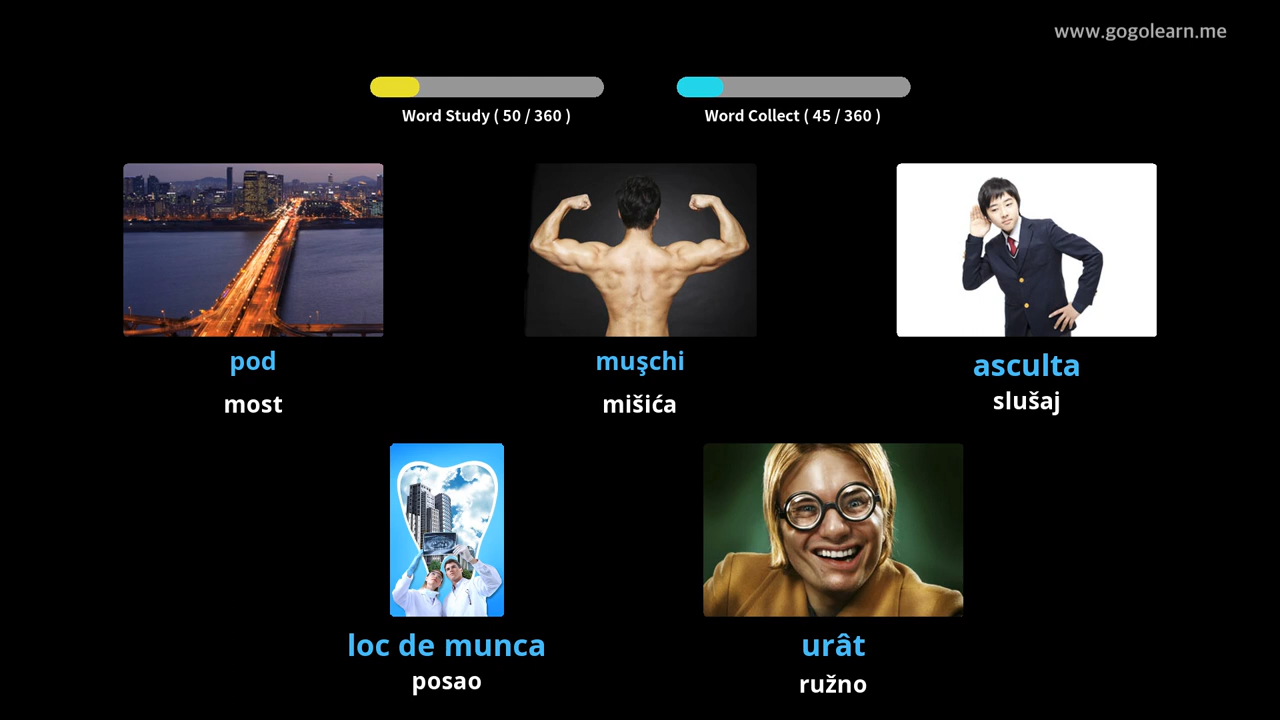 www.gogolearn.me
Word Study ( 50 / 360 )
Word Collect ( 45 / 360 )
pod
muşchi
asculta
most
mišića
slušaj
loc de munca
urât
posao
ružno